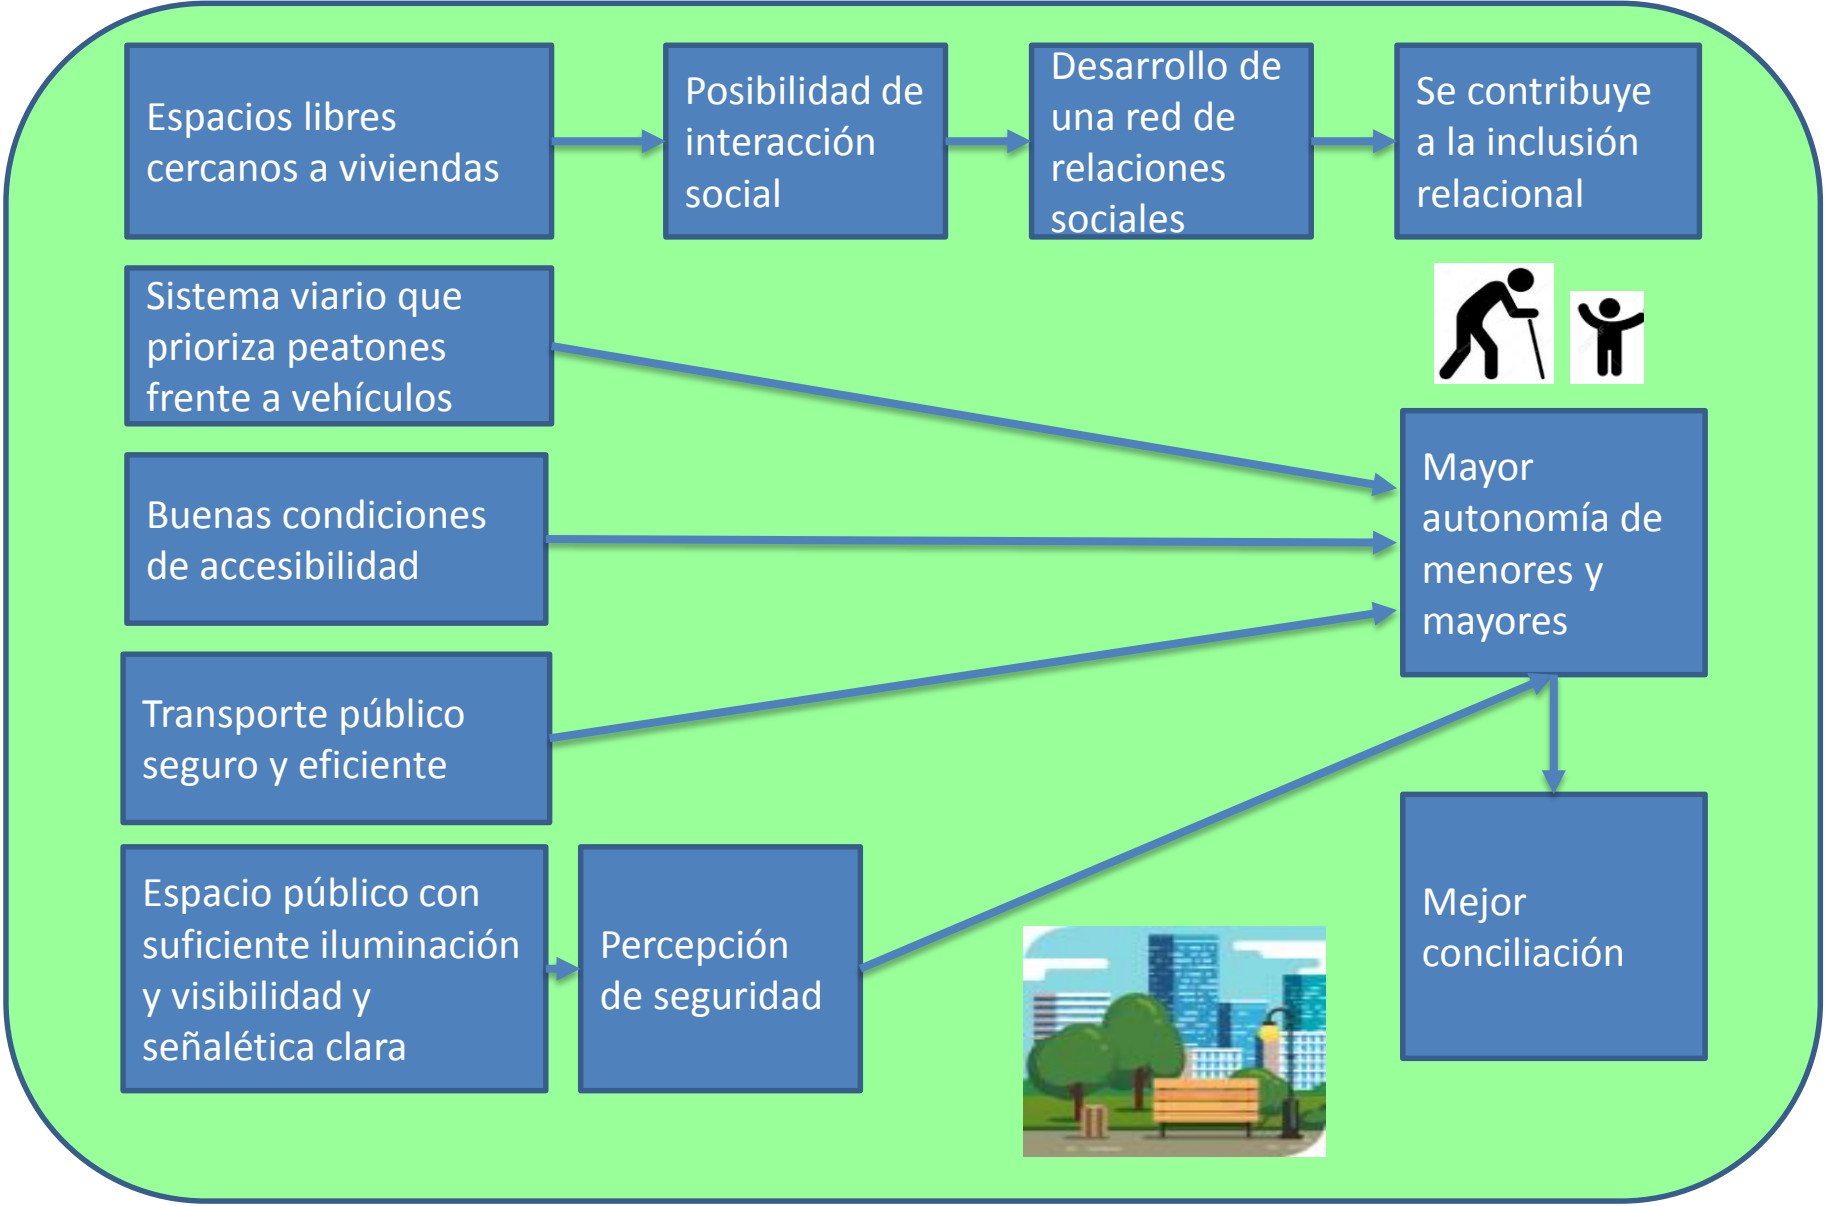 Espacios libres
cercanos a viviendas
Posibilidad de
interacción
social
Desarrollo de
una red de
relaciones
sociales
Se contribuye
a la inclusión
relacional
Sistema viario que
prioriza peatones
frente a vehículos
Buenas condiciones
de accesibilidad
Transporte público
seguro y eficiente
Espacio público con
suficiente iluminación
y visibilidad y
señalética clara
Percepción
de seguridad
Mayor
autonomía de
menores y
mayores
Mejor
conciliación